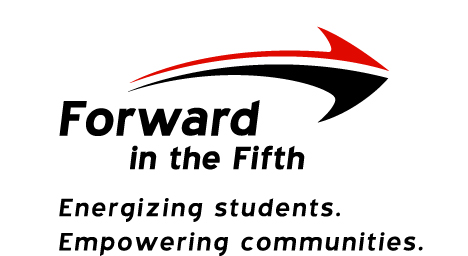 Forward
in the Fifth
Energizing students.
Empowering communities.